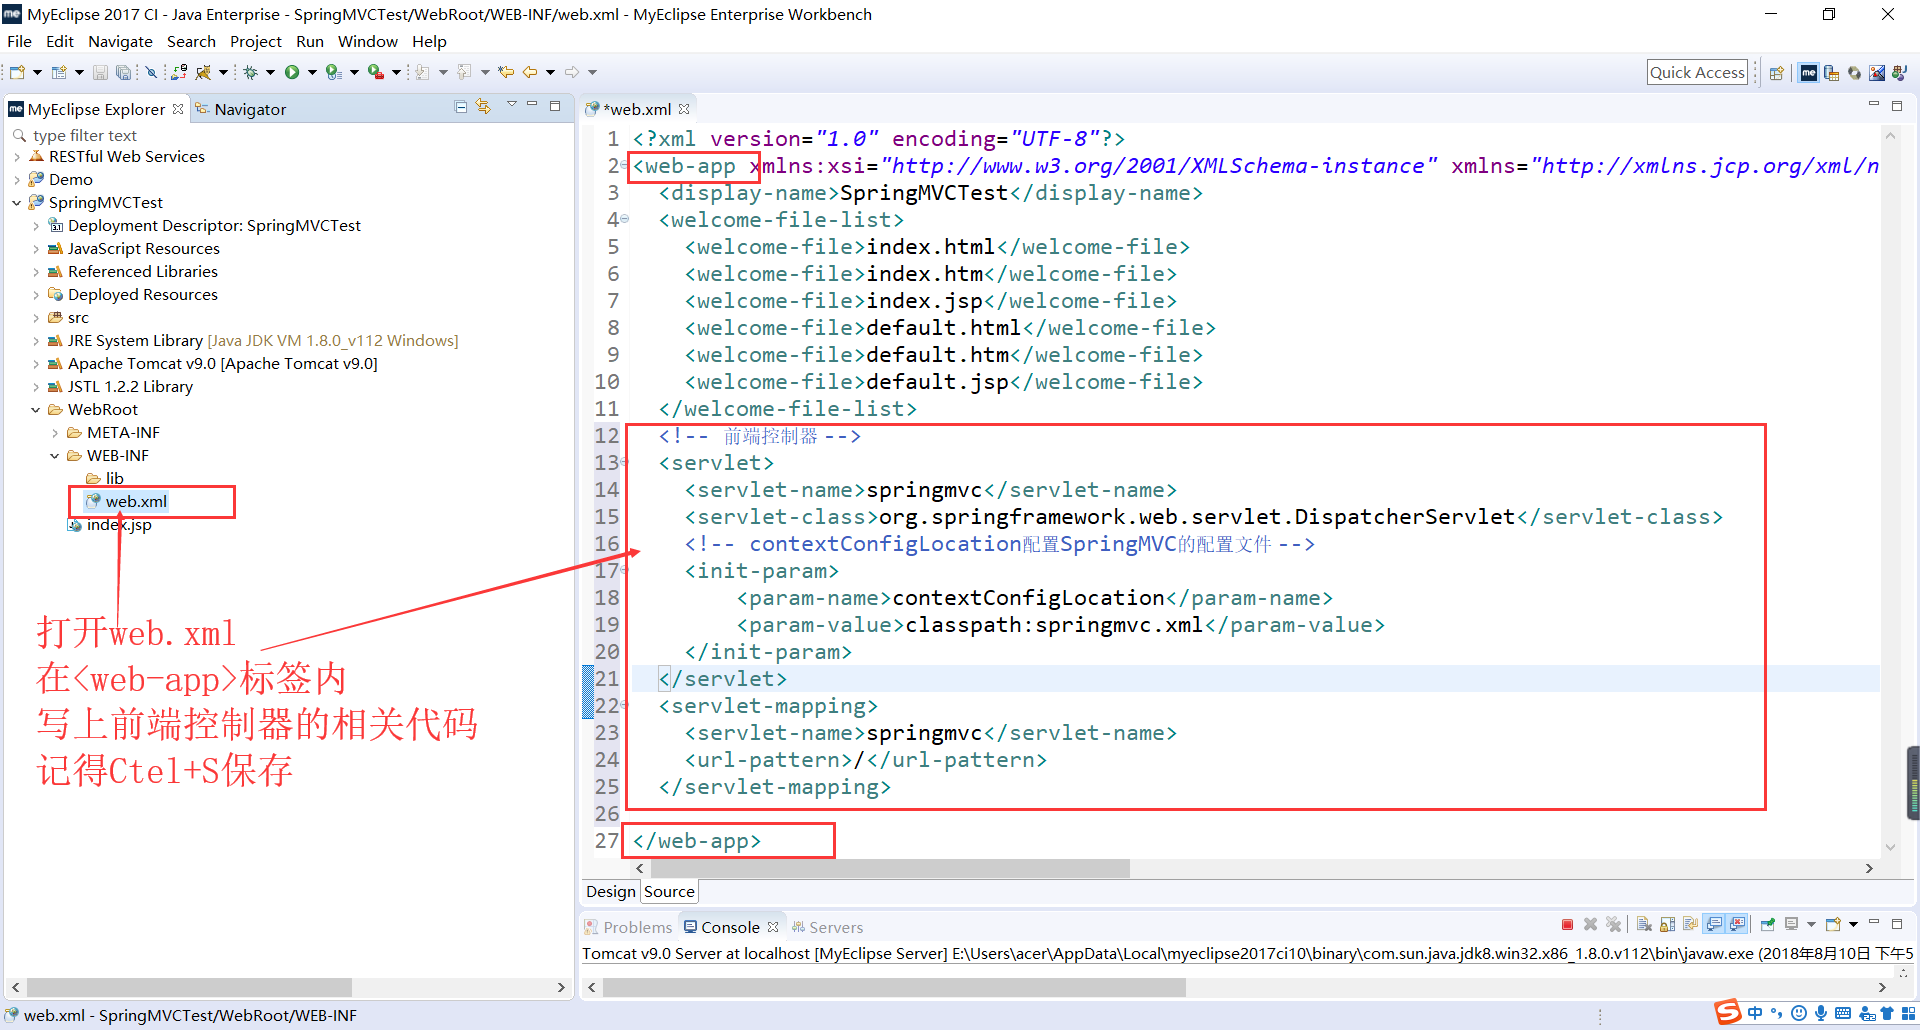 MyEclipse 2017 CI - Java Enterprise - SpringMVCTest/WebRoot/WEB-INF/web.xml - MyEclipse Enterprise Workbench
File Edit Navigate Search Project Run Window Help
Quick Access
MyEclipse Explorer Navigator
type filter text
RESTful Web Services
Demo
SpringMVCTest
Deployment Descriptor: SpringMVCTest
JavaScript Resources
Referenced Libraries
Deployed Resources
src
JRE System Library [Java JDK VM 1.8.0_v112 Windows]
Apache Tomcat v9.0 [Apache Tomcat v9.0]
JSTL 1.2.2 Library
WebRoot
META-INF
WEB-INF
lib
web.xml
index.jsp
打开web.xml
在<web-app>标签内
写上前端控制器的相关代码
记得Ctel+S保存
*web.xml
1 <?xml version="1.0" encoding="UTF-8"?>
2 <web-app xmlns:xsi="http://www.w3.org/2001/XMLSchema-instance" xmlns="http://xmlns.jcp.org/xml/n
3 <display-name>SpringMVCTest</display-name>
4 <welcome-file-list>
5 <welcome-file>index.html</welcome-file>
6 <welcome-file>index.htm</welcome-file>
7 <welcome-file>index.jsp</welcome-file>
8 <welcome-file>default.html</welcome-file>
9 <welcome-file>default.htm</welcome-file>
10 <welcome-file>default.jsp</welcome-file>
11 </welcome-file-list>
12 <!-- 前端控制器 -->
13 <servlet>
14 <servlet-name>springmvc</servlet-name>
15 <servlet-class>org.springframework.web.servlet.DispatcherServlet</servlet-class>
16 <!-- contextConfigLocation配置SpringMVC的配置文件 -->
17 <init-param>
18 <param-name>contextConfigLocation</param-name>
19 <param-value>classpath:springmvc.xml</param-value>
20 </init-param>
21 </servlet>
22 <servlet-mapping>
23 <servlet-name>springmvc</servlet-name>
24 <url-pattern>/</url-pattern>
25 </servlet-mapping>
26
27 </web-app>
Design Source
Problems Console Servers
Tomcat v9.0 Server at localhost [MyEclipse Server] E:\Users\acer\AppData\Local\myeclipse2017ci10\binary\com.sun.java.jdk8.win32.x86_1.8.0.v112\bin\javaw.exe (2018年8月10日 下午5
web.xml - SpringMVCTest/WebRoot/WEB-INF
中